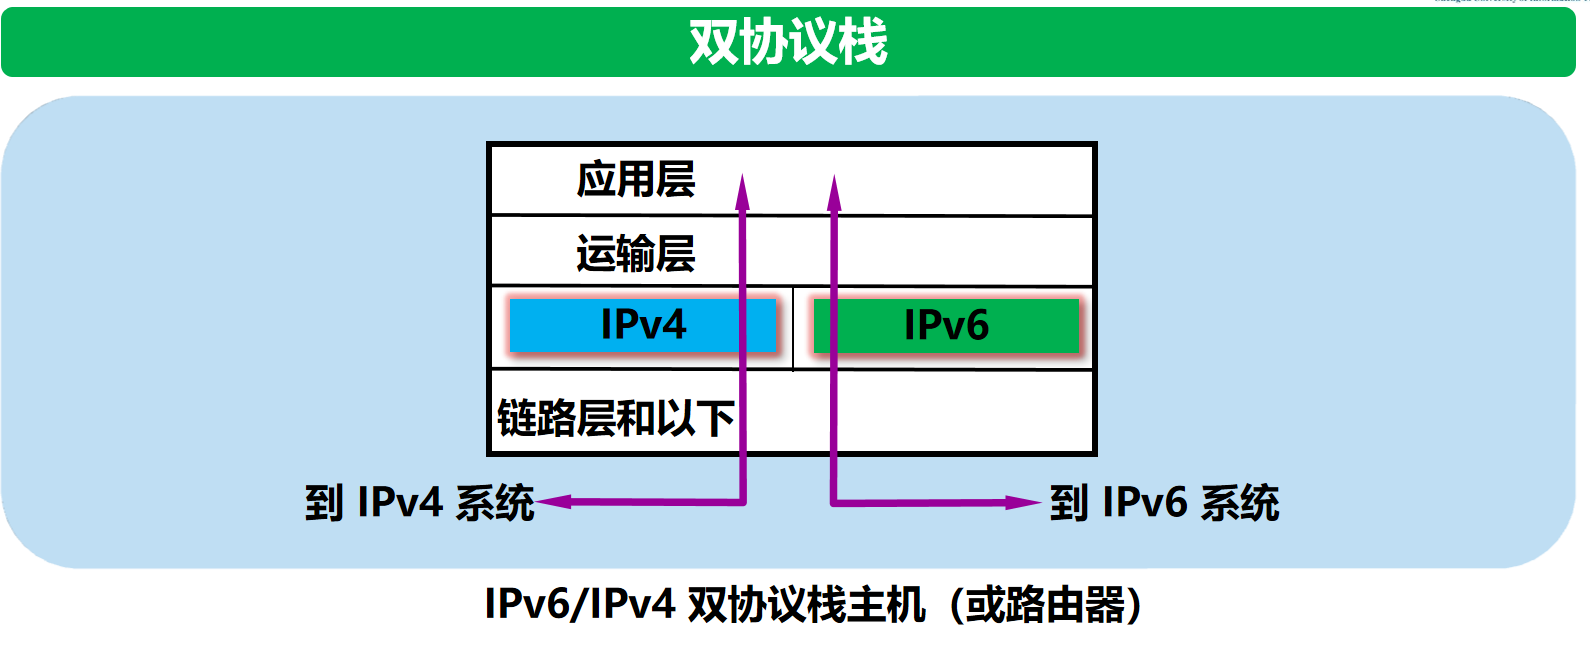 双协议栈
应用层
运输层
IPv4
IPv6
链路层和以下
到 IPv4 系统
到 IPv6 系统
IPv6/IPv4 双协议栈主机（或路由器）